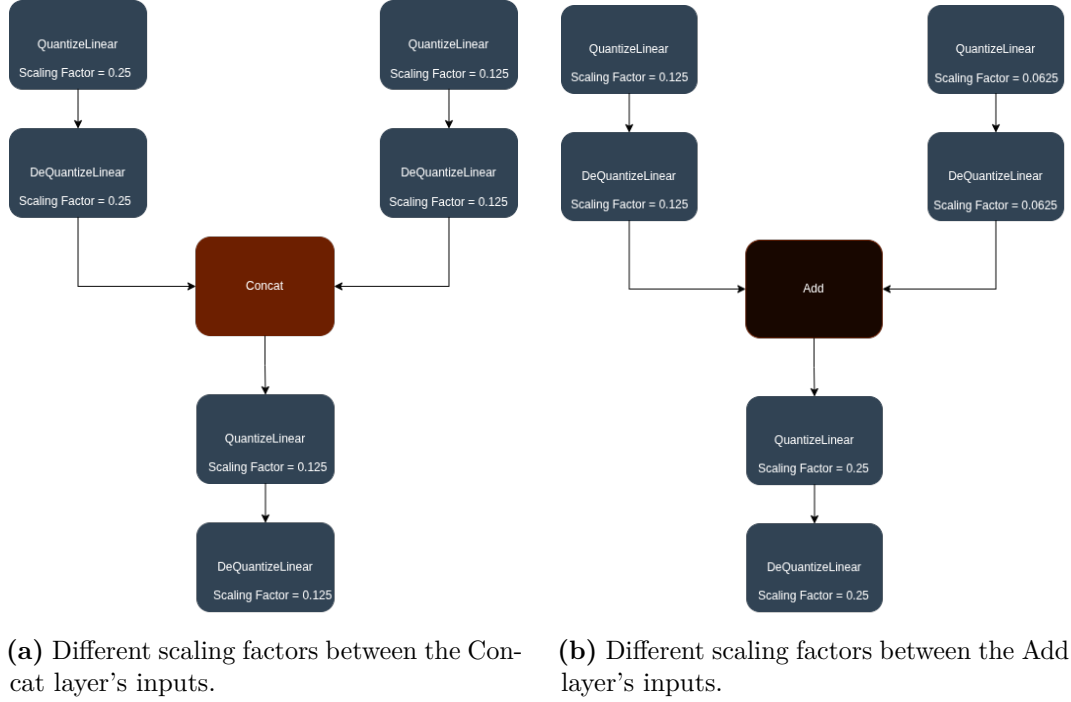 QuantizeLinear
Scaling Factor = 0.25
DeQuantizeLinear
Scaling Factor = 0.25
QuantizeLinear
Scaling Factor = 0.125
DeQuantizeLinear
Scaling Factor = 0.125
Concat
QuantizeLinear
Scaling Factor = 0.125
DeQuantizeLinear
Scaling Factor = 0.125
(a) Different scaling factors between the Con-
cat layer's inputs.
QuantizeLinear
Scaling Factor = 0.125
DeQuantizeLinear
Scaling Factor = 0.125
QuantizeLinear
Scaling Factor = 0.0625
DeQuantizeLinear
Scaling Factor = 0.0625
Add
QuantizeLinear
Scaling Factor = 0.25
DeQuantizeLinear
Scaling Factor = 0.25
(b) Different scaling factors between the Add
layer's inputs.